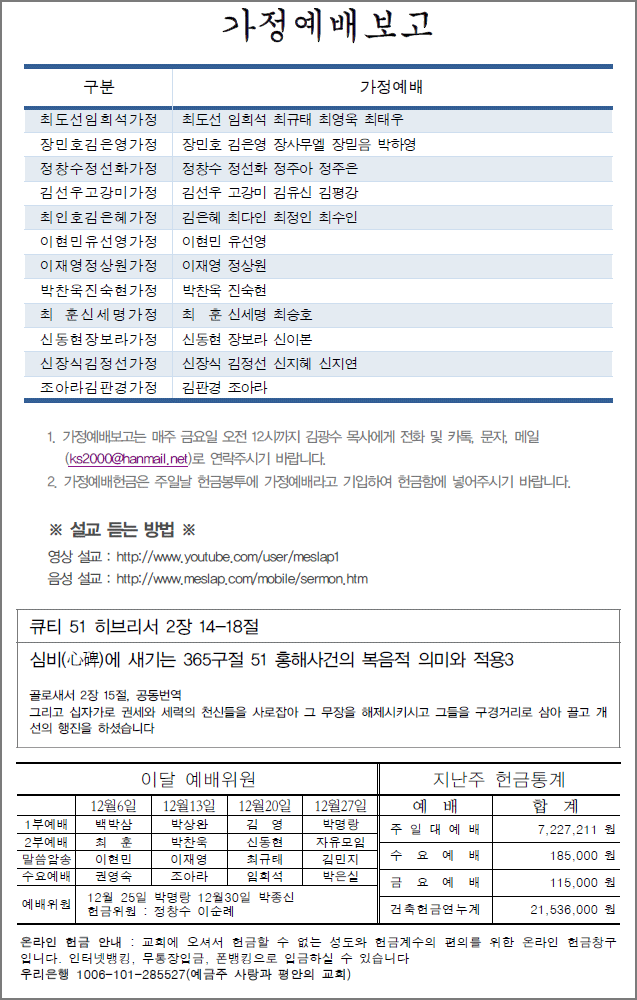 가정예배보고
구분 가정예배
최도선임희석가정 최도선 임희석 최규태 최영욱 최태우
장민호김은영가정 장민호 김은영 장사무엘 장믿음 박하영
정창수정선화가정 정창수 정선화 정주아 정주은
김선우고강미가정 김선우 고강미 김유신 김평강
최인호김은혜가정 김은혜 최다인 최정인 최수인
이현민유선영가정 이현민 유선영
이재영정상원가정 이재영 정상원
박찬욱진숙현가정 박찬욱 진숙현
최 훈신세명가정 최 훈 신세명 최승호
신동현장보라가정 신동현 장보라 신이본
신장식김정선가정 신장식 김정선 신지혜 신지연
조아라김판경가정 김판경 조아라
1. 가정예배보고는 매주 금요일 오전 12시까지 김광수 목사에게 전화 및 카톡, 문자, 메일
(ks2000@hanmail.net)로 연락주시기 바랍니다.
2. 가정예배헌금은 주일날 헌금봉투에 가정예배라고 기입하여 헌금함에 넣어주시기 바랍니다.
※ 설교 듣는 방법 ※
영상 설교 : http://www.youtube.com/user/meslap1
음성 설교 : http://www.meslap.com/mobile/sermon.htm
큐티 51 히브리서 2장 14-18절
심비(心碑)에 새기는 365구절 51 홍해사건의 복음적 의미와 적용3
골로새서 2장 15절, 공동번역
그리고 십자가로 권세와 세력의 천신들을 사로잡아 그 무장을 해제시키시고 그들을 구경거리로 삼아 끌고 개
선의 행진을 하셨습니다
이달 예배위원
12월6일 12월13일 12월20일 12월27일
1부예배 백박삼 박상완 김 영 박명랑
2부예배 최 훈 박찬욱 신동현 자유모임
말씀암송 이현민 이재영 최규태 김민지
수요예배 권영숙 조아라 임희석 박은실
예배위원 12월 25일 박명랑 12월30일 박종신
헌금위원 : 정창수 이순례
지난주 헌금통계
예 배 합 계
주 일 대 예 배 7,227,211 원
수 요 예 배 185,000 원
금 요 예 배 115,000 원
건축헌금연누계 21,536,000 원
온라인 헌금 안내 : 교회에 오셔서 헌금할 수 없는 성도와 헌금계수의 편의를 위한 온라인 헌금창구
입니다. 인터넷뱅킹, 무통장입금, 폰뱅킹으로 입금하실 수 있습니다
우리은행 1006-101-285527(예금주 사랑과 평안의 교회)